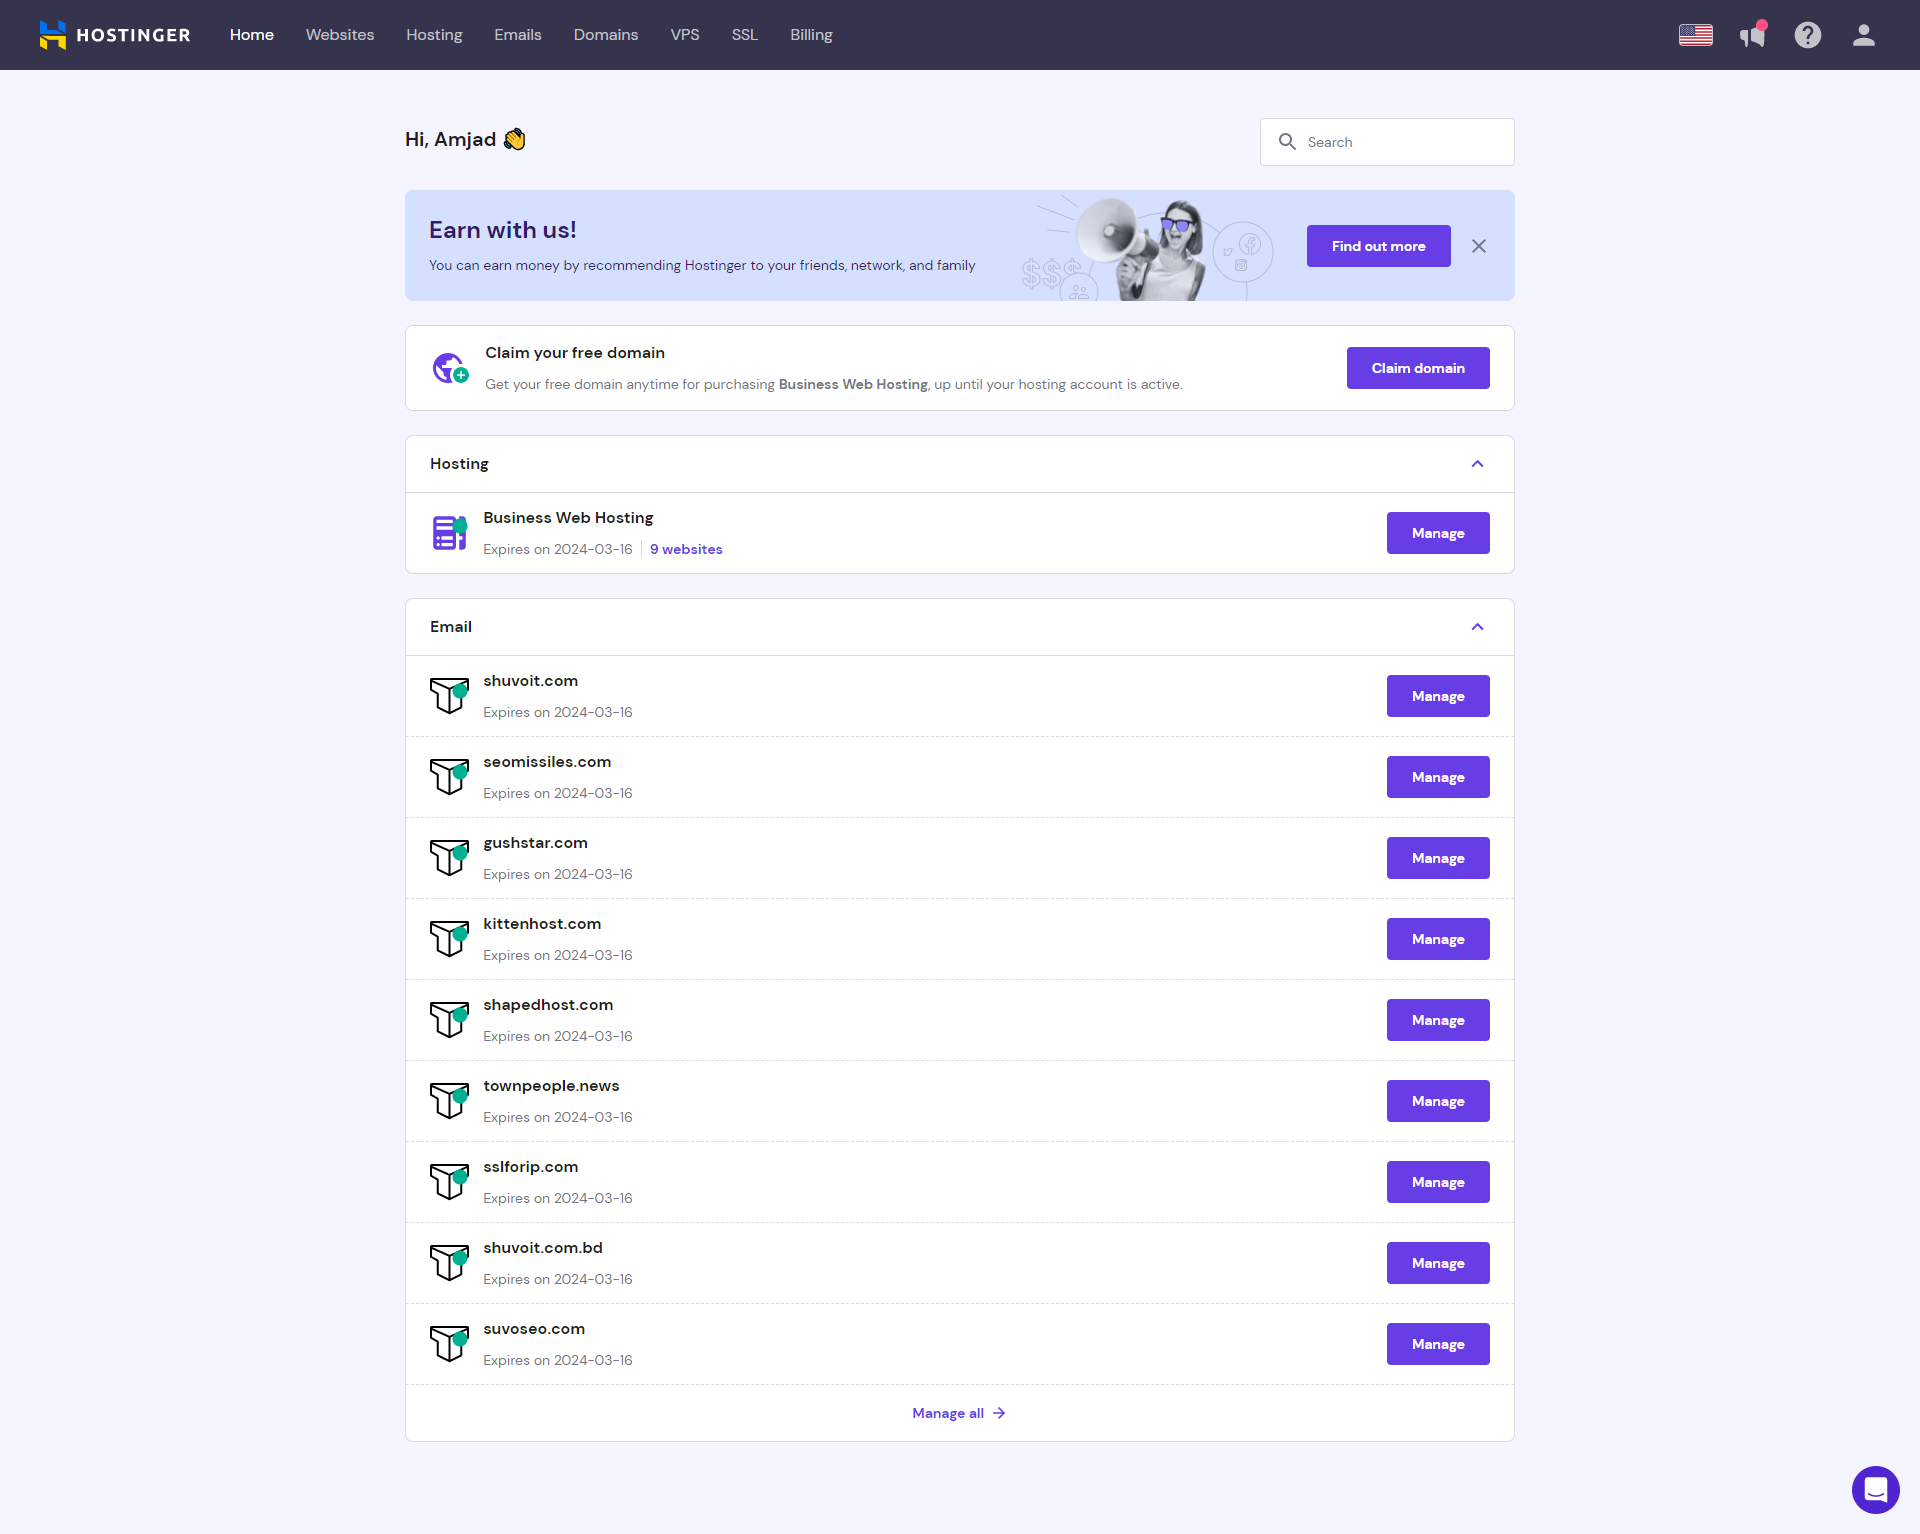 HOSTINGER Home Websites Hosting Emails Domains VPS SSL Billing
Hi, Amjad 👋
Search
Earn with us!
You can earn money by recommending Hostinger to your friends, network, and family
$$$
Find out more
Claim your free domain
Get your free domain anytime for purchasing Business Web Hosting, up until your hosting account is active.
Claim domain
Hosting
Business Web Hosting
Expires on 2024-03-16 9 websites
Manage
Email
shuvoit.com
Expires on 2024-03-16
Manage
seomissiles.com
Expires on 2024-03-16
Manage
gushstar.com
Expires on 2024-03-16
Manage
kittenhost.com
Expires on 2024-03-16
Manage
shapedhost.com
Expires on 2024-03-16
Manage
townpeople.news
Expires on 2024-03-16
Manage
sslforip.com
Expires on 2024-03-16
Manage
shuvoit.com.bd
Expires on 2024-03-16
Manage
suvoseo.com
Expires on 2024-03-16
Manage
Manage all →